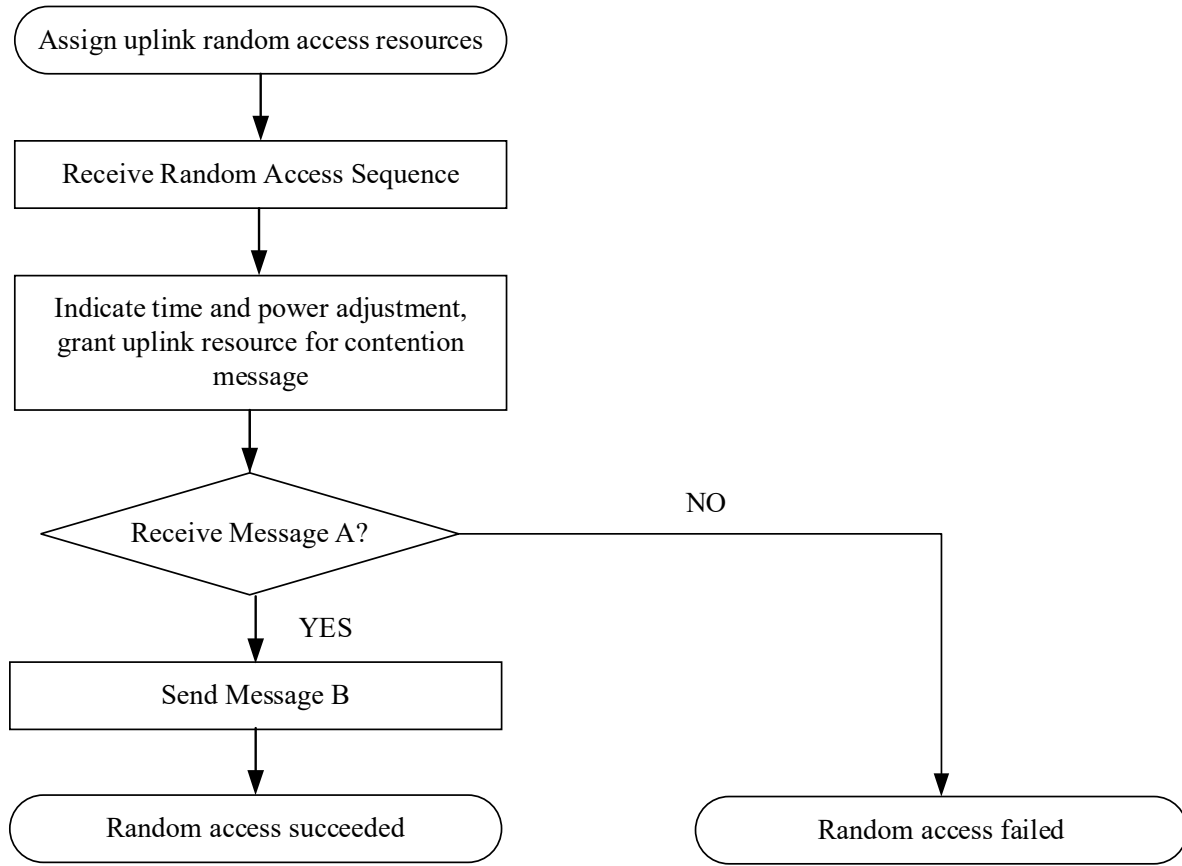 Assign uplink random access resources
Receive Random Access Sequence
Indicate time and power adjustment,
grant uplink resource for contention
message
Receive Message A?
NO
YES
Send Message B
Random access succeeded
Random access failed